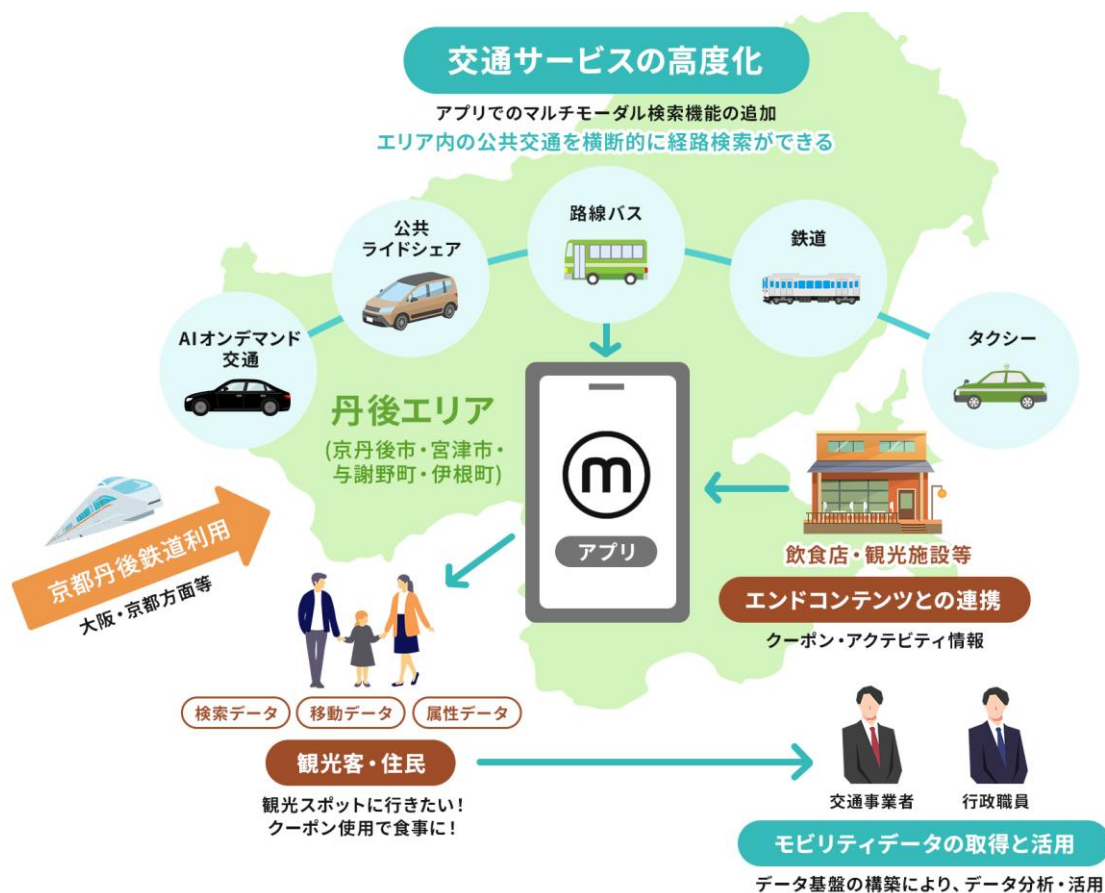 交通サービスの高度化
アプリでのマルチモーダル検索機能の追加
エリア内の公共交通を横断的に経路検索ができる
路線バス
公共
ライドシェア
鉄道
AIオンデマンド
交通
タクシー
丹後エリア
(京丹後市・宮津市・
与謝野町・伊根町)
m
アプリ
京都丹後鉄道利用
大阪・京都方面等
飲食店・観光施設等
エンドコンテンツとの連携
クーポン・アクテビティ情報
検索データ
移動データ
属性データ
観光客・住民
観光スポットに行きたい！
クーポン使用で食事に！
交通事業者
行政職員
モビリティデータの取得と活用
データ基盤の構築により、データ分析・活用